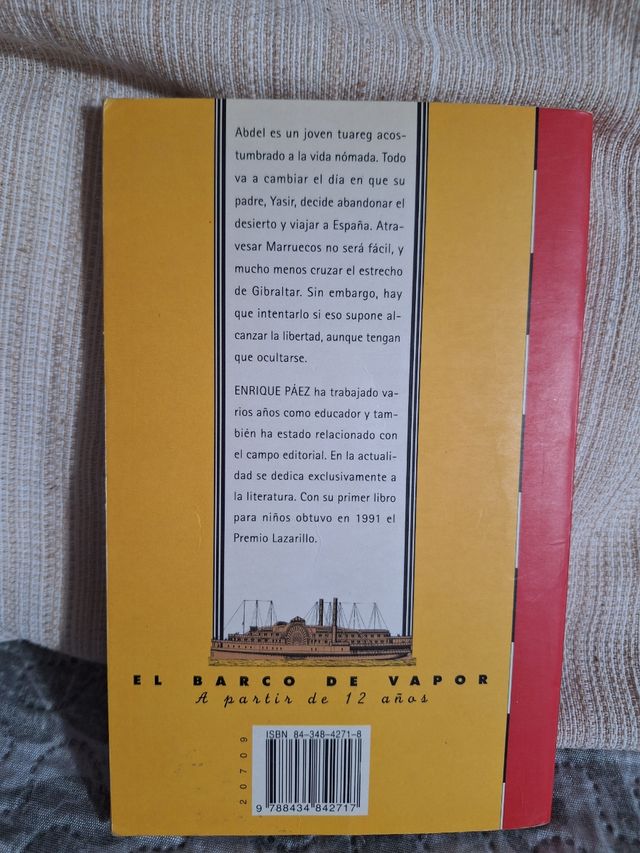 Abdel es un joven tuareg acos-
tumbrado a la vida nómada. Todo
va a cambiar el día en que su
padre, Yasir, decide abandonar el
desierto y viajar a España. Atra-
vesar Marruecos no será fácil, y
mucho menos cruzar el estrecho
de Gibraltar. Sin embargo, hay
que intentarlo si eso supone al-
canzar la libertad, aunque tengan
que ocultarse.
ENRIQUE PÁEZ ha trabajado va-
rios años como educador y tam-
bién ha estado relacionado con
el campo editorial. En la actuali-
dad se dedica exclusivamente a
la literatura. Con su primer libro
para niños obtuvo en 1991 el
Premio Lazarillo.
EL BARCO DE VAPOR
A partir de 12 años
ISBN 84-348-4271-8
20709
9 788434 842717